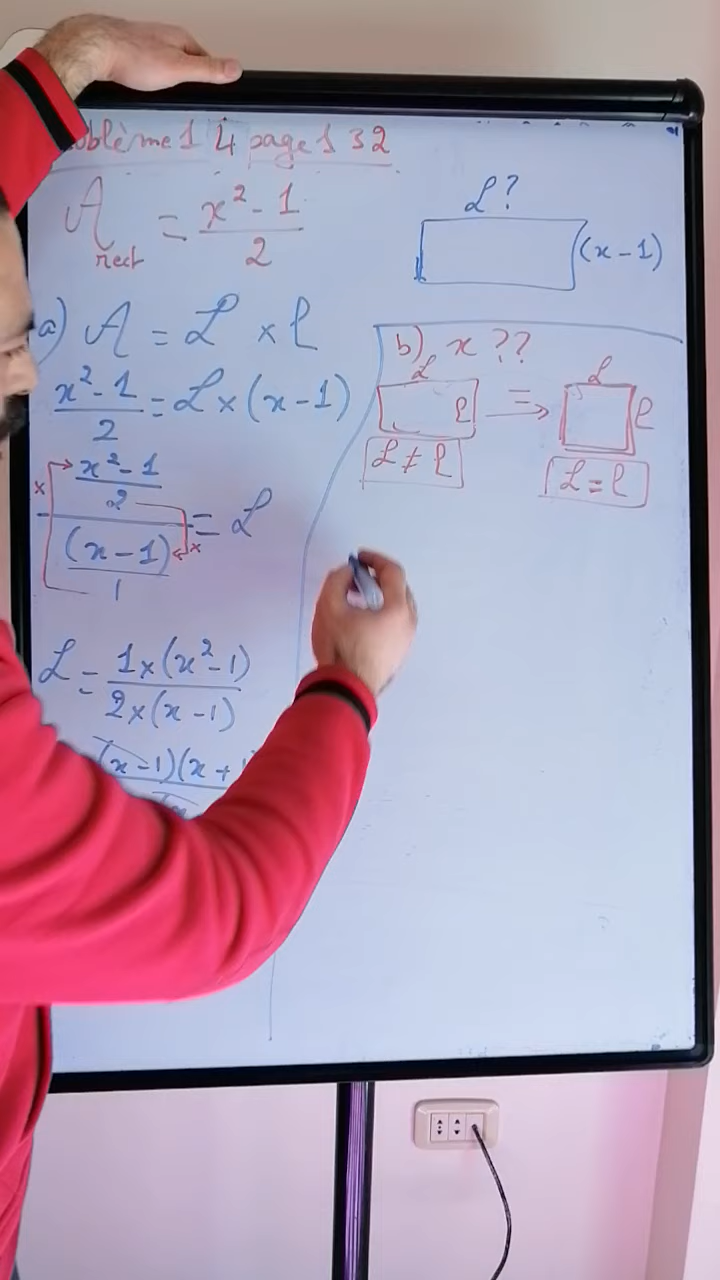 oblème 14 page 132
A rect = x² - 1 / 2
L?
(x - 1)
a) A = L × l
x² - 1 / 2 = L × (x - 1)
x² - 1 / 2 / (x - 1) / 1 = L
x
x
L = 1 × (x² - 1) / 2 × (x - 1)
(x - 1)(x + 1
b) x ??
L
l
=
L
l
L ≠ l
L = l